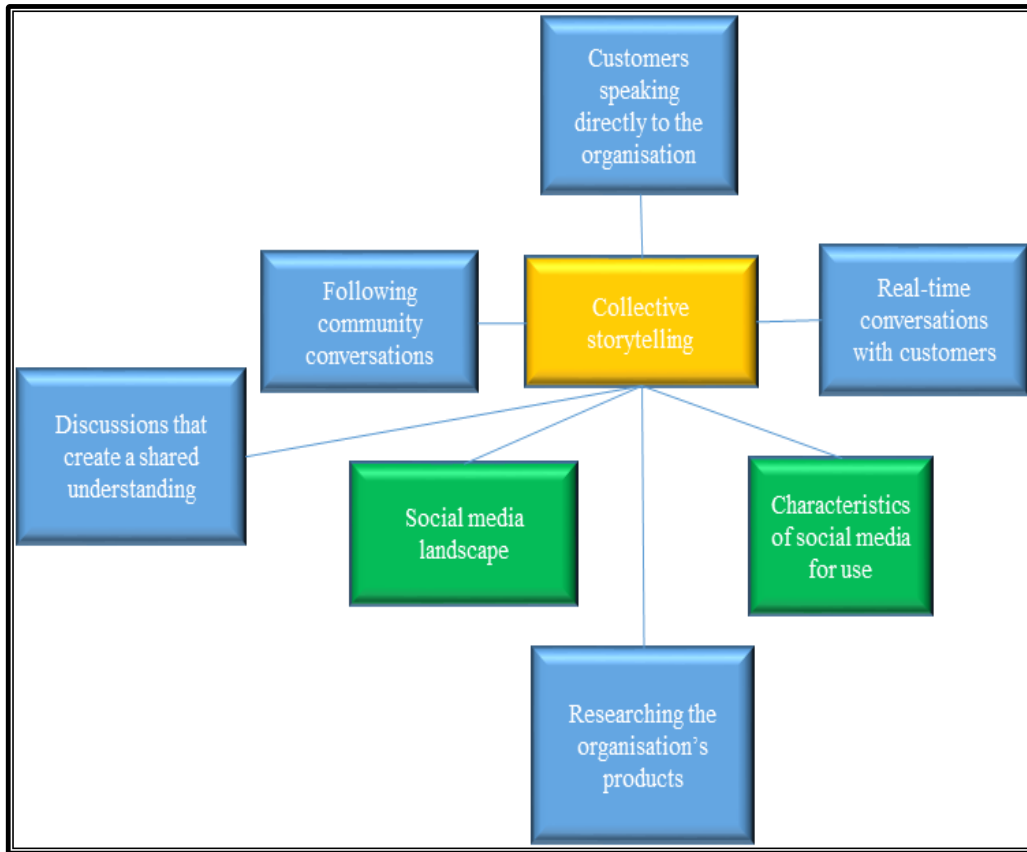 Customers
speaking
directly to the
organisation
Following
community
conversations
Collective
storytelling
Real-time
conversations
with customers
Discussions that
create a shared
understanding
Social media
landscape
Characteristics
of social media
for use
Researching the
organisation’s
products